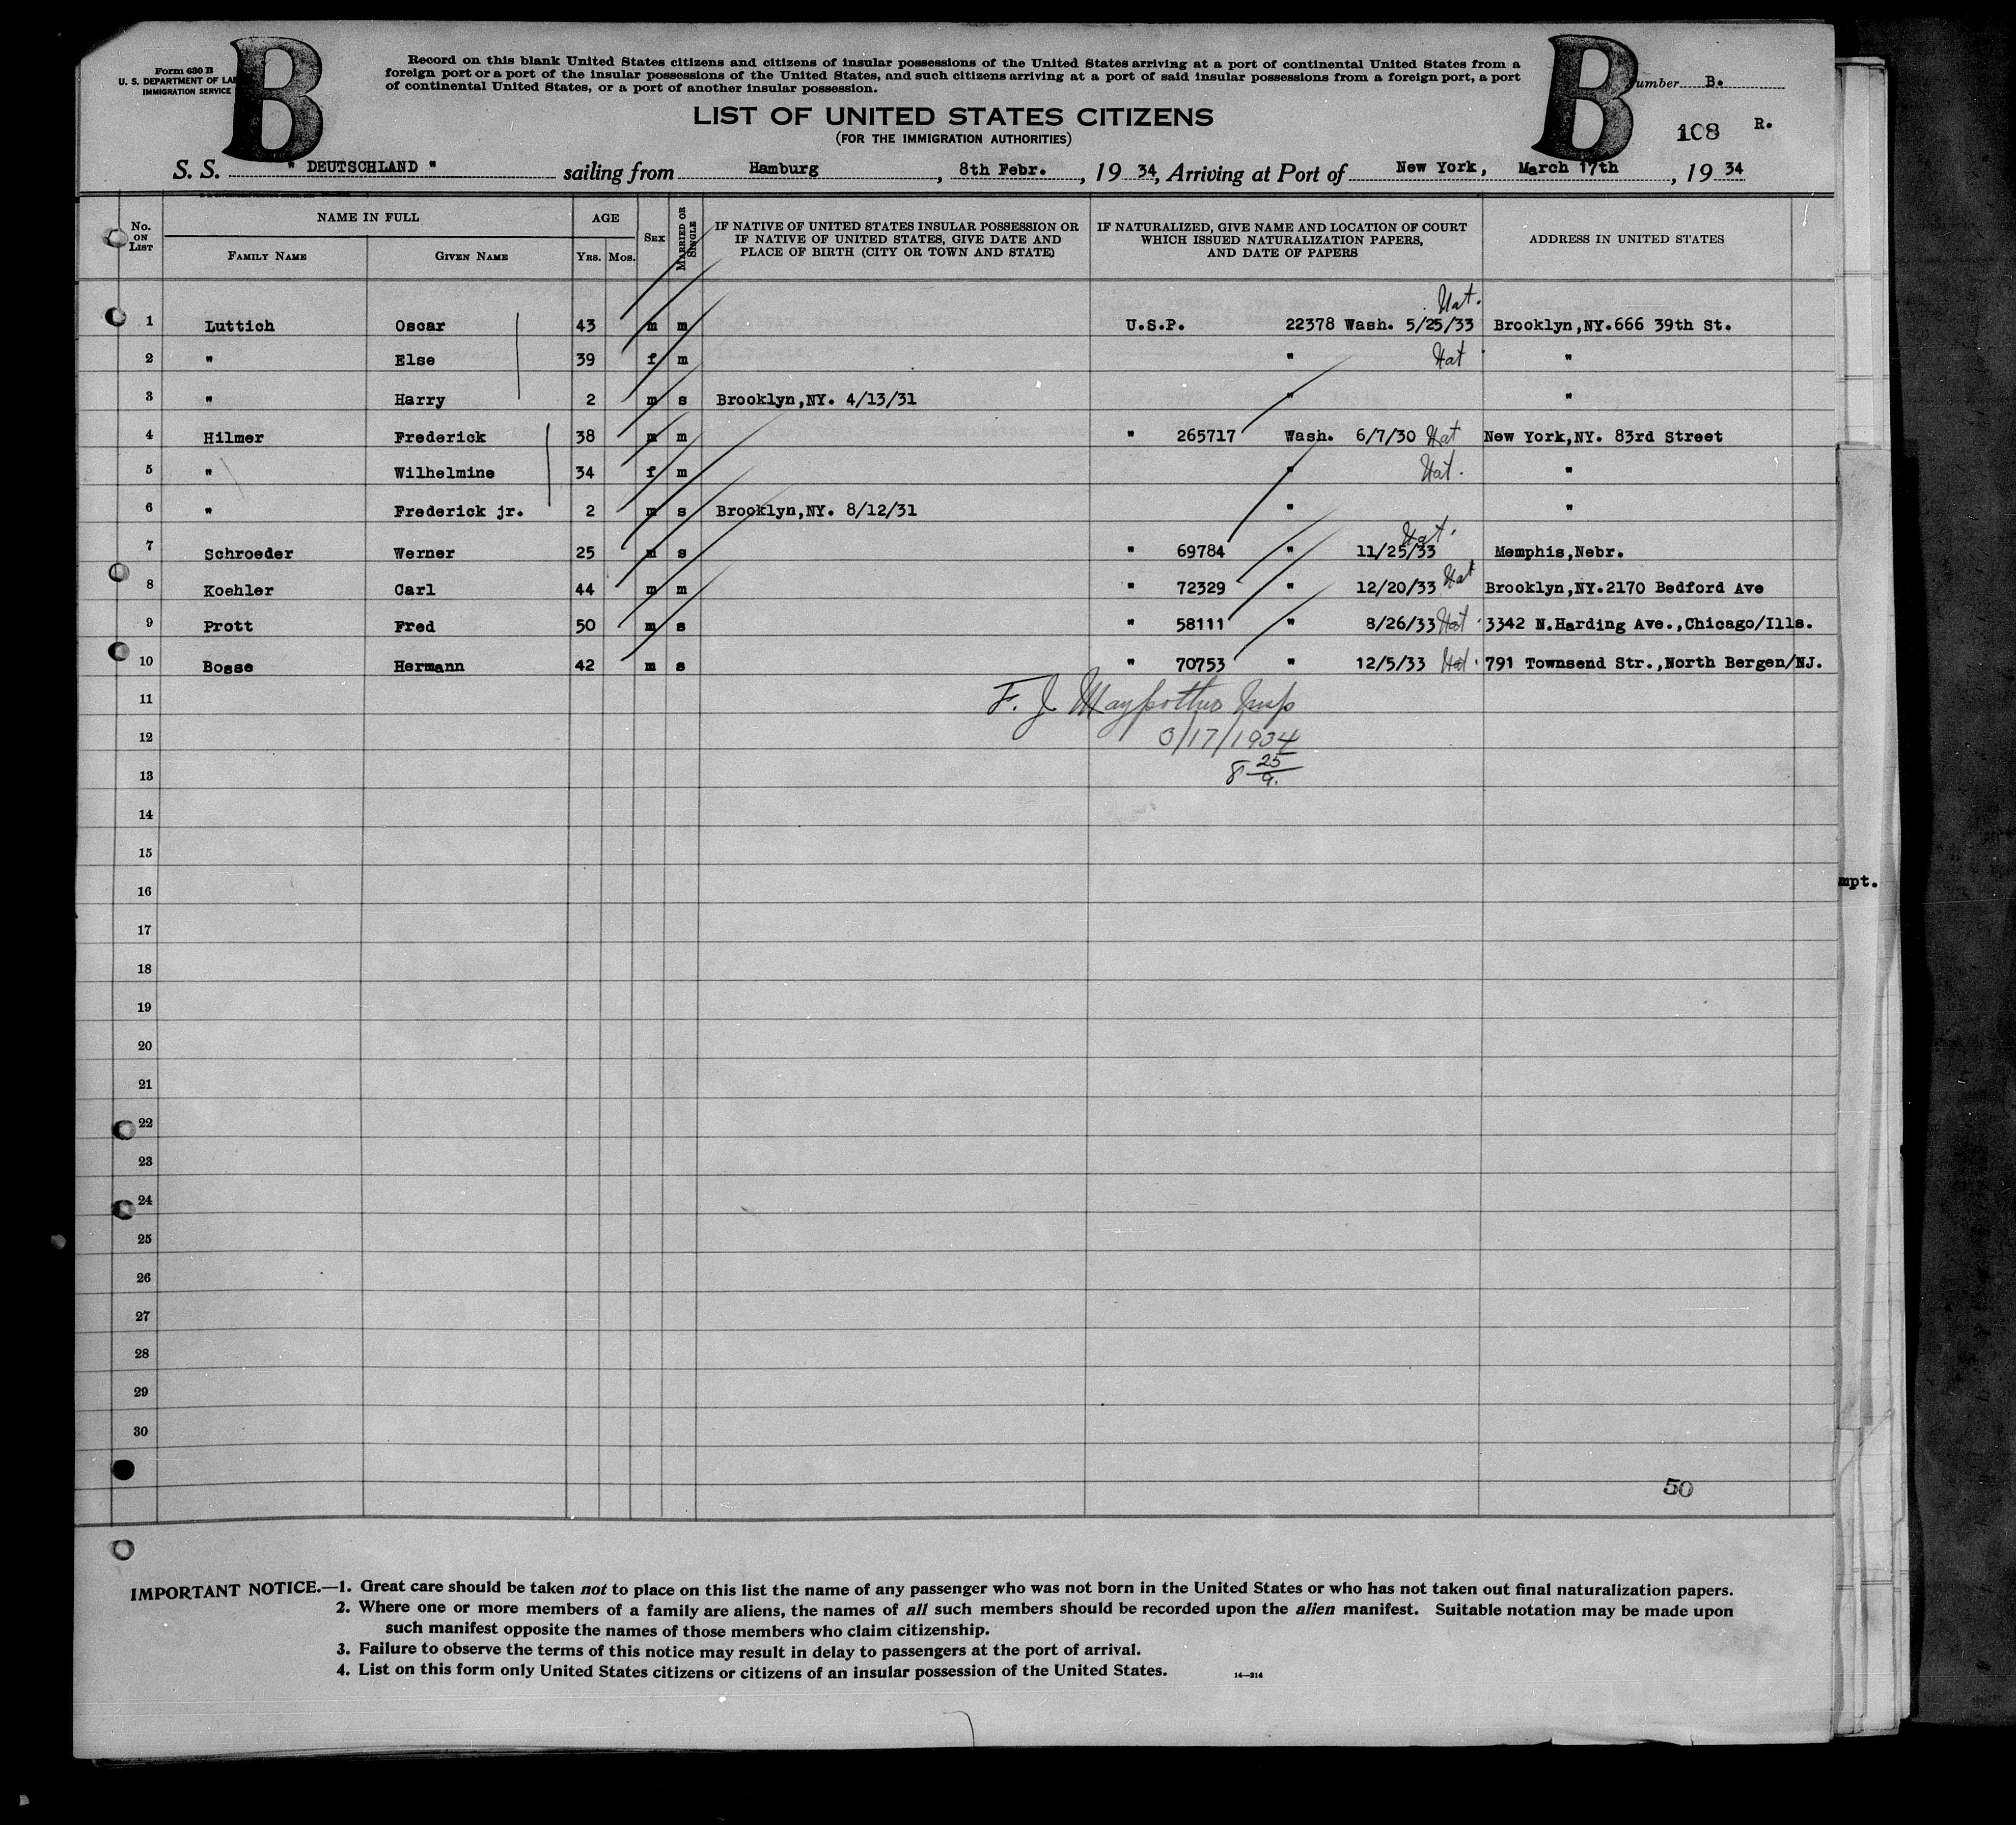 Form 630 B
U. S. DEPARTMENT OF LAB
IMMIGRATION SERVICE
B
Record on this blank United States citizens and citizens of insular possessions of the United States arriving at a port of continental United States from a
foreign port or a port of the insular possessions of the United States, and such citizens arriving at a port of said insular possessions from a foreign port, a port
of continental United States, or a port of another insular possession.
B
umber B.
LIST OF UNITED STATES CITIZENS
(FOR THE IMMIGRATION AUTHORITIES)
108 R.
S. S. " DEUTSCHLAND " sailing from Hamburg, 8th Febr., 19 34, Arriving at Port of New York, March 17th, 19 34
No. ON LIST
NAME IN FULL
FAMILY NAME GIVEN NAME
AGE
YRS. MOS.
SEX
MARRIED OR SINGLE
IF NATIVE OF UNITED STATES INSULAR POSSESSION OR
IF NATIVE OF UNITED STATES, GIVE DATE AND
PLACE OF BIRTH (CITY OR TOWN AND STATE)
IF NATURALIZED, GIVE NAME AND LOCATION OF COURT
WHICH ISSUED NATURALIZATION PAPERS,
AND DATE OF PAPERS
ADDRESS IN UNITED STATES
1 Luttich Oscar 43 m m U.S.P. 22378 Wash. 5/25/33 Nat. Brooklyn,NY.666 39th St.
2 " Else 39 f m " Nat "
3 " Harry 2 m s Brooklyn,NY. 4/13/31 " "
4 Hilmer Frederick 38 m m " 265717 Wash. 6/7/30 Nat New York,NY. 83rd Street
5 " Wilhelmine 34 f m " Nat. "
6 " Frederick jr. 2 m s Brooklyn,NY. 8/12/31 " "
7 Schroeder Werner 25 m s " 69784 " 11/25/33 Nat. Memphis,Nebr.
8 Koehler Carl 44 m m " 72329 " 12/20/33 Nat Brooklyn,NY.2170 Bedford Ave
9 Prott Fred 50 m s " 58111 " 8/26/33 Nat. 3342 N.Harding Ave.,Chicago/Ills.
10 Bosse Hermann 42 m s " 70753 " 12/5/33 Nat. 791 Townsend Str.,North Bergen/NJ.
11 F. J. Insp
12 3/17/1934
13 8 25/a.
14
15
16
mpt.
17
18
19
20
21
22
23
24
25
26
27
28
29
30
50
IMPORTANT NOTICE.—1. Great care should be taken not to place on this list the name of any passenger who was not born in the United States or who has not taken out final naturalization papers.
2. Where one or more members of a family are aliens, the names of all such members should be recorded upon the alien manifest. Suitable notation may be made upon
such manifest opposite the names of those members who claim citizenship.
3. Failure to observe the terms of this notice may result in delay to passengers at the port of arrival.
4. List on this form only United States citizens or citizens of an insular possession of the United States.
14—214